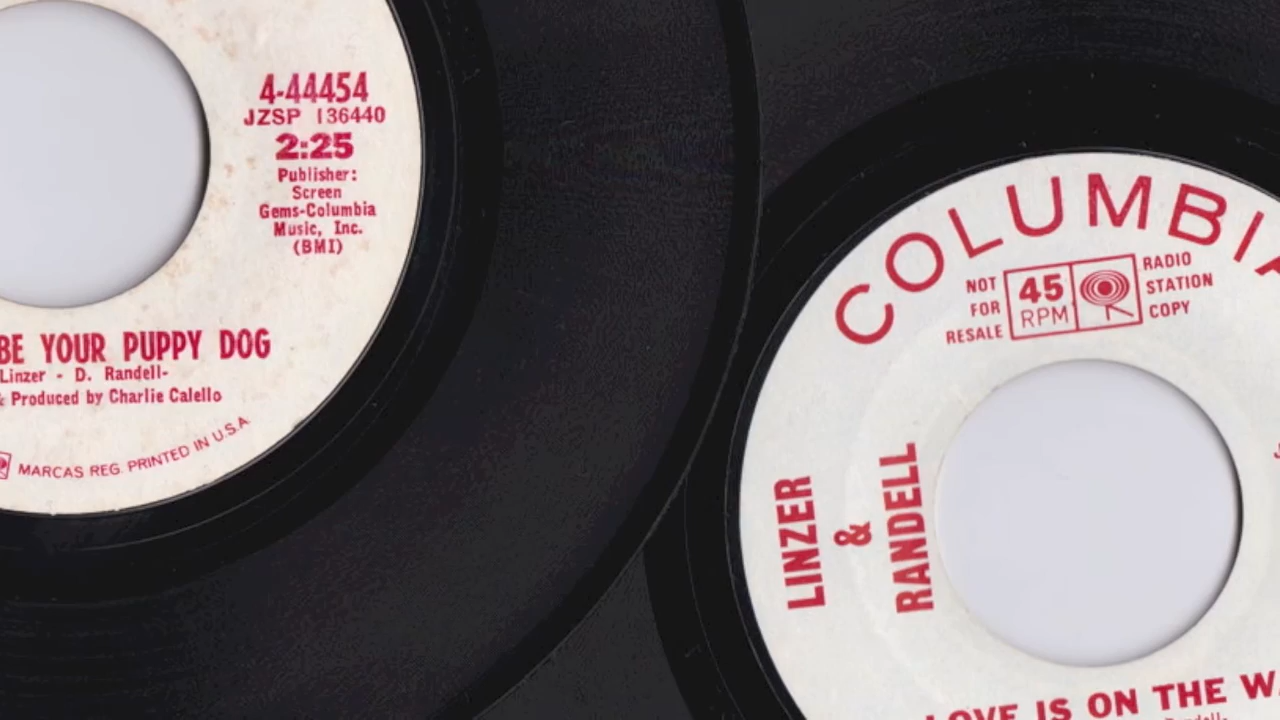 4-44454
JZSP 136440
2:25
Publisher:
Screen
Gems-Columbia
Music, Inc.
(BMI)
BE YOUR PUPPY DOG
Linzer - D. Randell-
& Produced by Charlie Calello
MARCAS REG. PRINTED IN U.S.A.
COLUMBIA
NOT
FOR
RESALE
45
RPM
RADIO
STATION
COPY
LINZER
&
RANDELL
LOVE IS ON THE